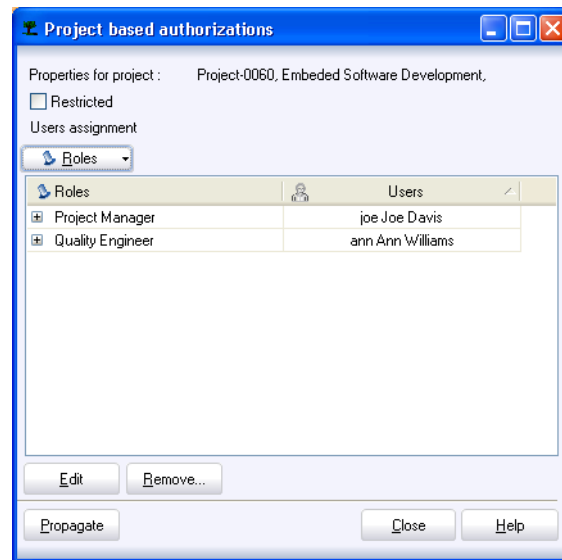 Project based authorizations
Properties for project : Project-0060, Embeded Software Development,
Restricted
Users assignment
Roles
Roles Users
Project Manager joe Joe Davis
Quality Engineer ann Ann Williams
Edit Remove...
Propagate Close Help